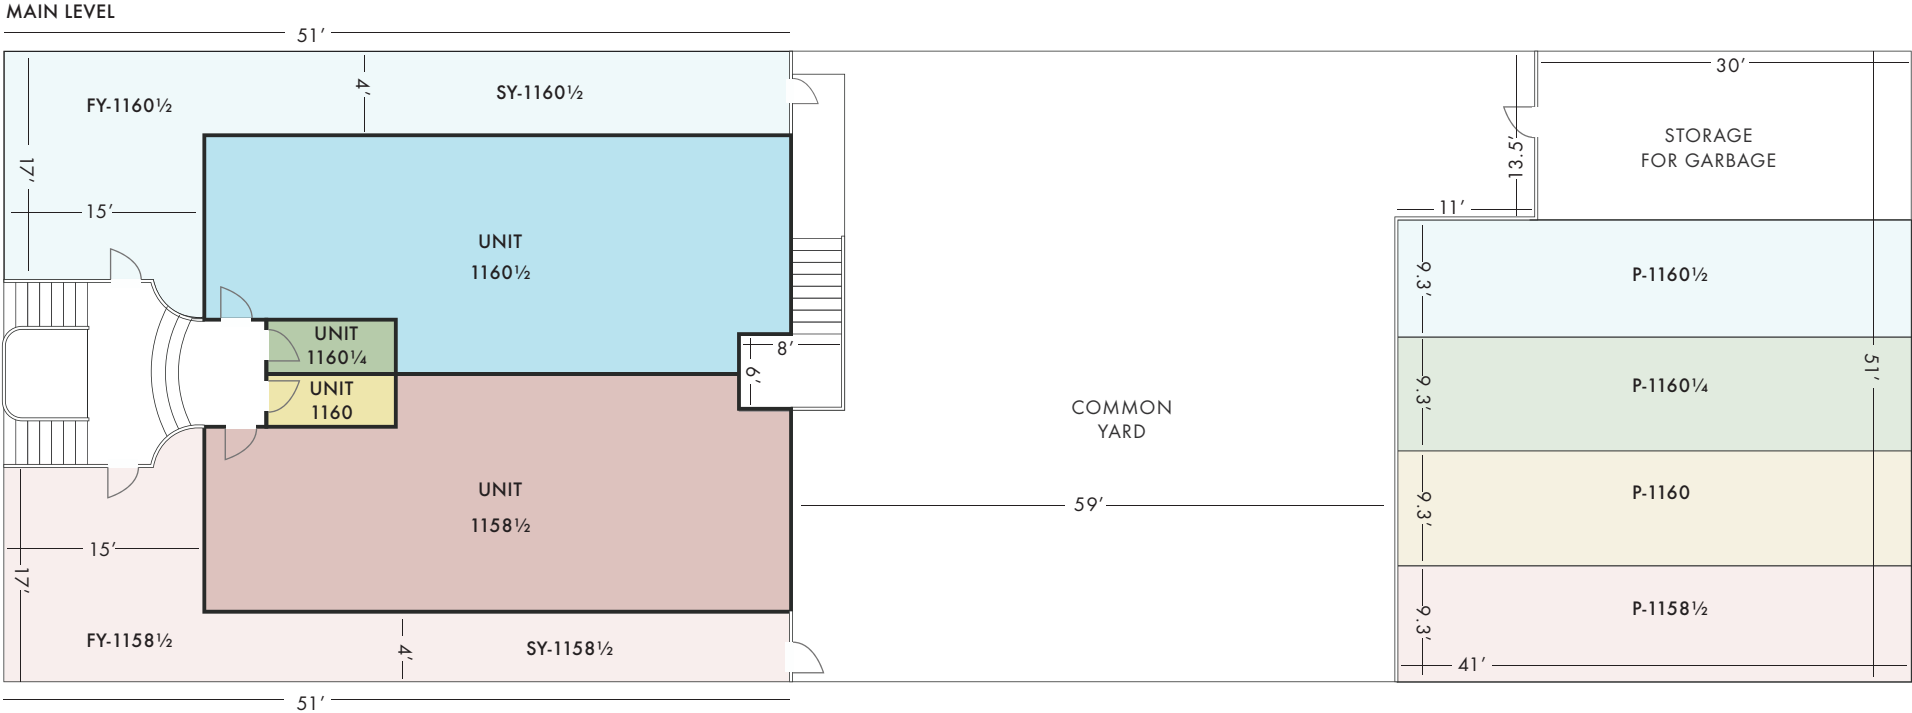 MAIN LEVEL
51’
4’
FY-1160½
SY-1160½
17’
15’
UNIT
1160½
UNIT
1160¼
UNIT
1160
8’
6’
UNIT
1158½
15’
17’
FY-1158½
4’
SY-1158½
51’
COMMON
YARD
59’
30’
13.5’
STORAGE
FOR GARBAGE
11’
9.3’
P-1160½
51’
9.3’
P-1160¼
9.3’
P-1160
9.3’
P-1158½
41’